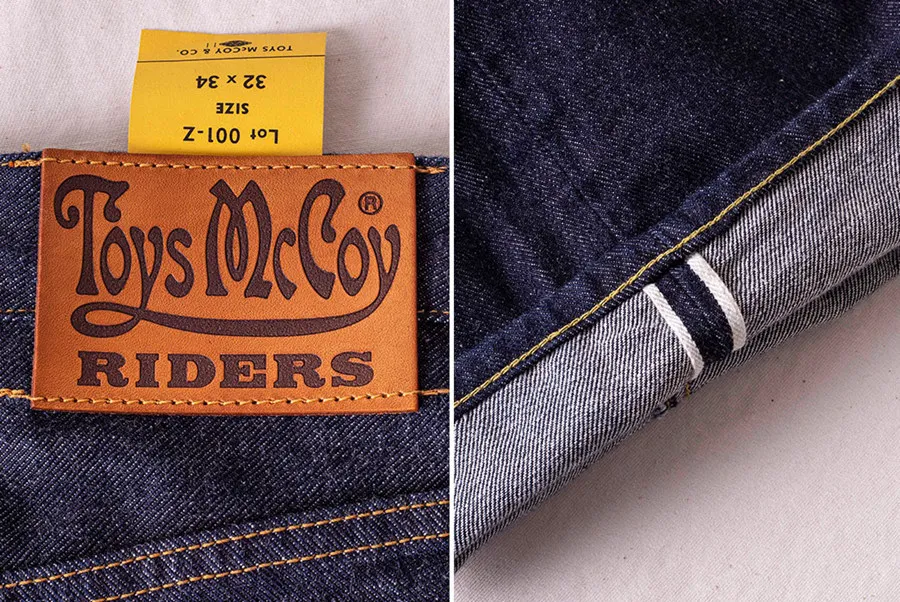 Lot 001-Z
SIZE
32 × 34
TOYS McCOY & CO.
Toys McCoy®
RIDERS